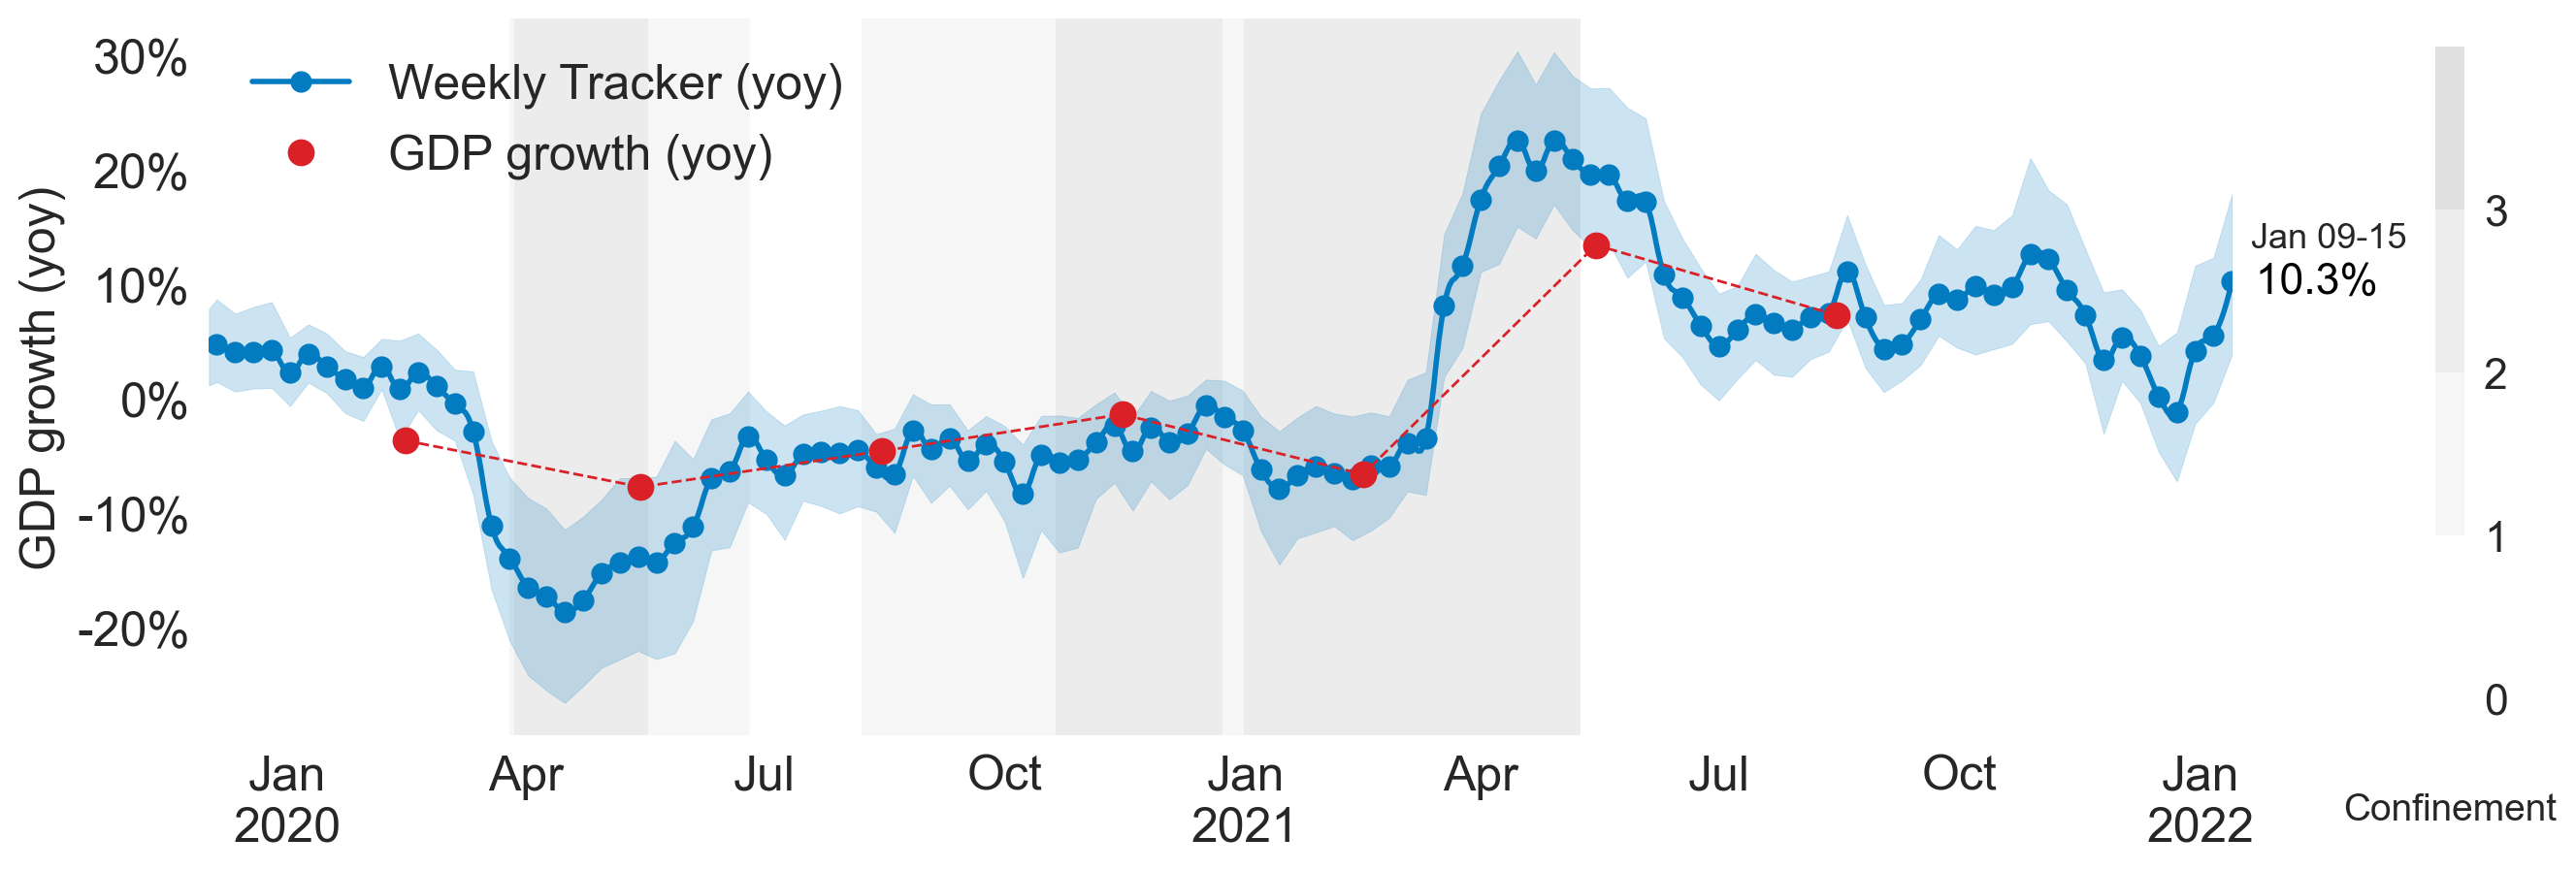 30%
20%
10%
0%
-10%
-20%
GDP growth (yoy)
Weekly Tracker (yoy)
GDP growth (yoy)
Jan 09-15
10.3%
3
2
1
0
Confinement
Jan Apr Jul Oct Jan Apr Jul Oct Jan
2020 2021 2022